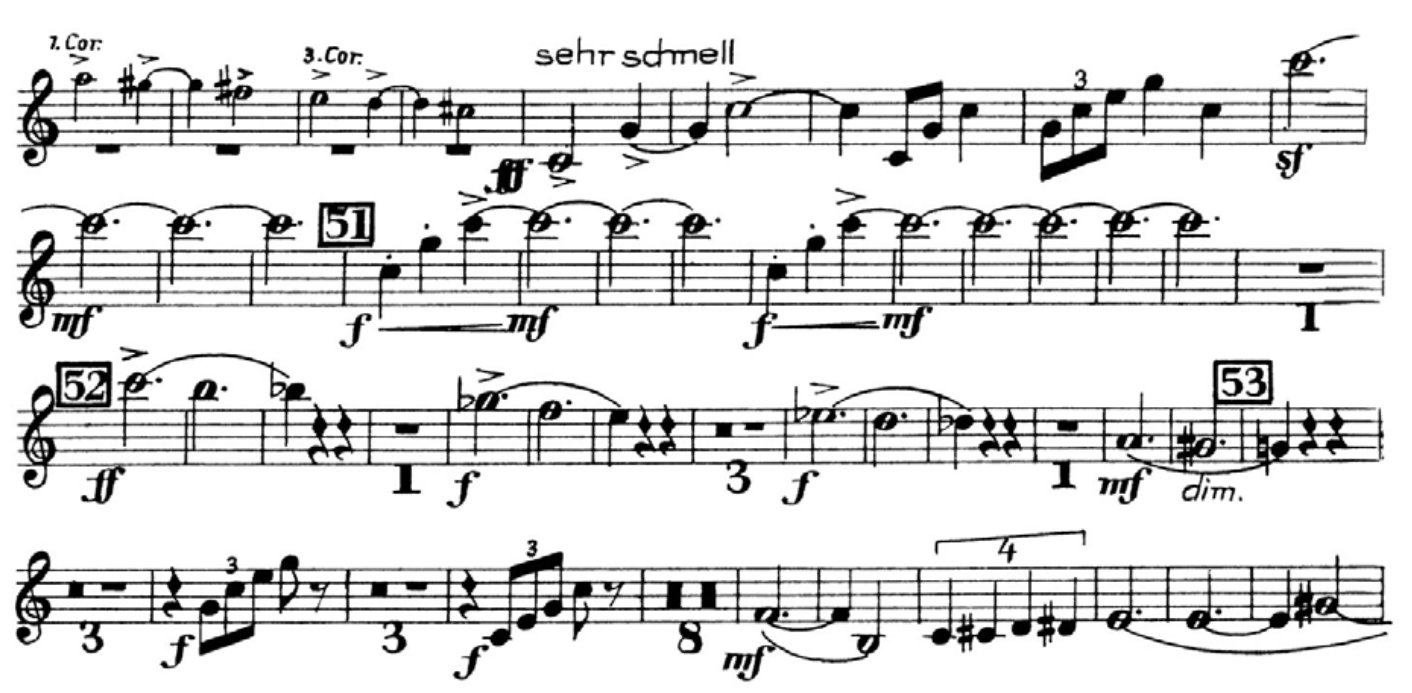 1. Cor. 3. Cor. sehr schnell
3
ff sf
51
mf f mf f mf 1
52 53
ff 1 f 3 f 1 mf dim.
3 3 4
3 f 3 f 8 mf